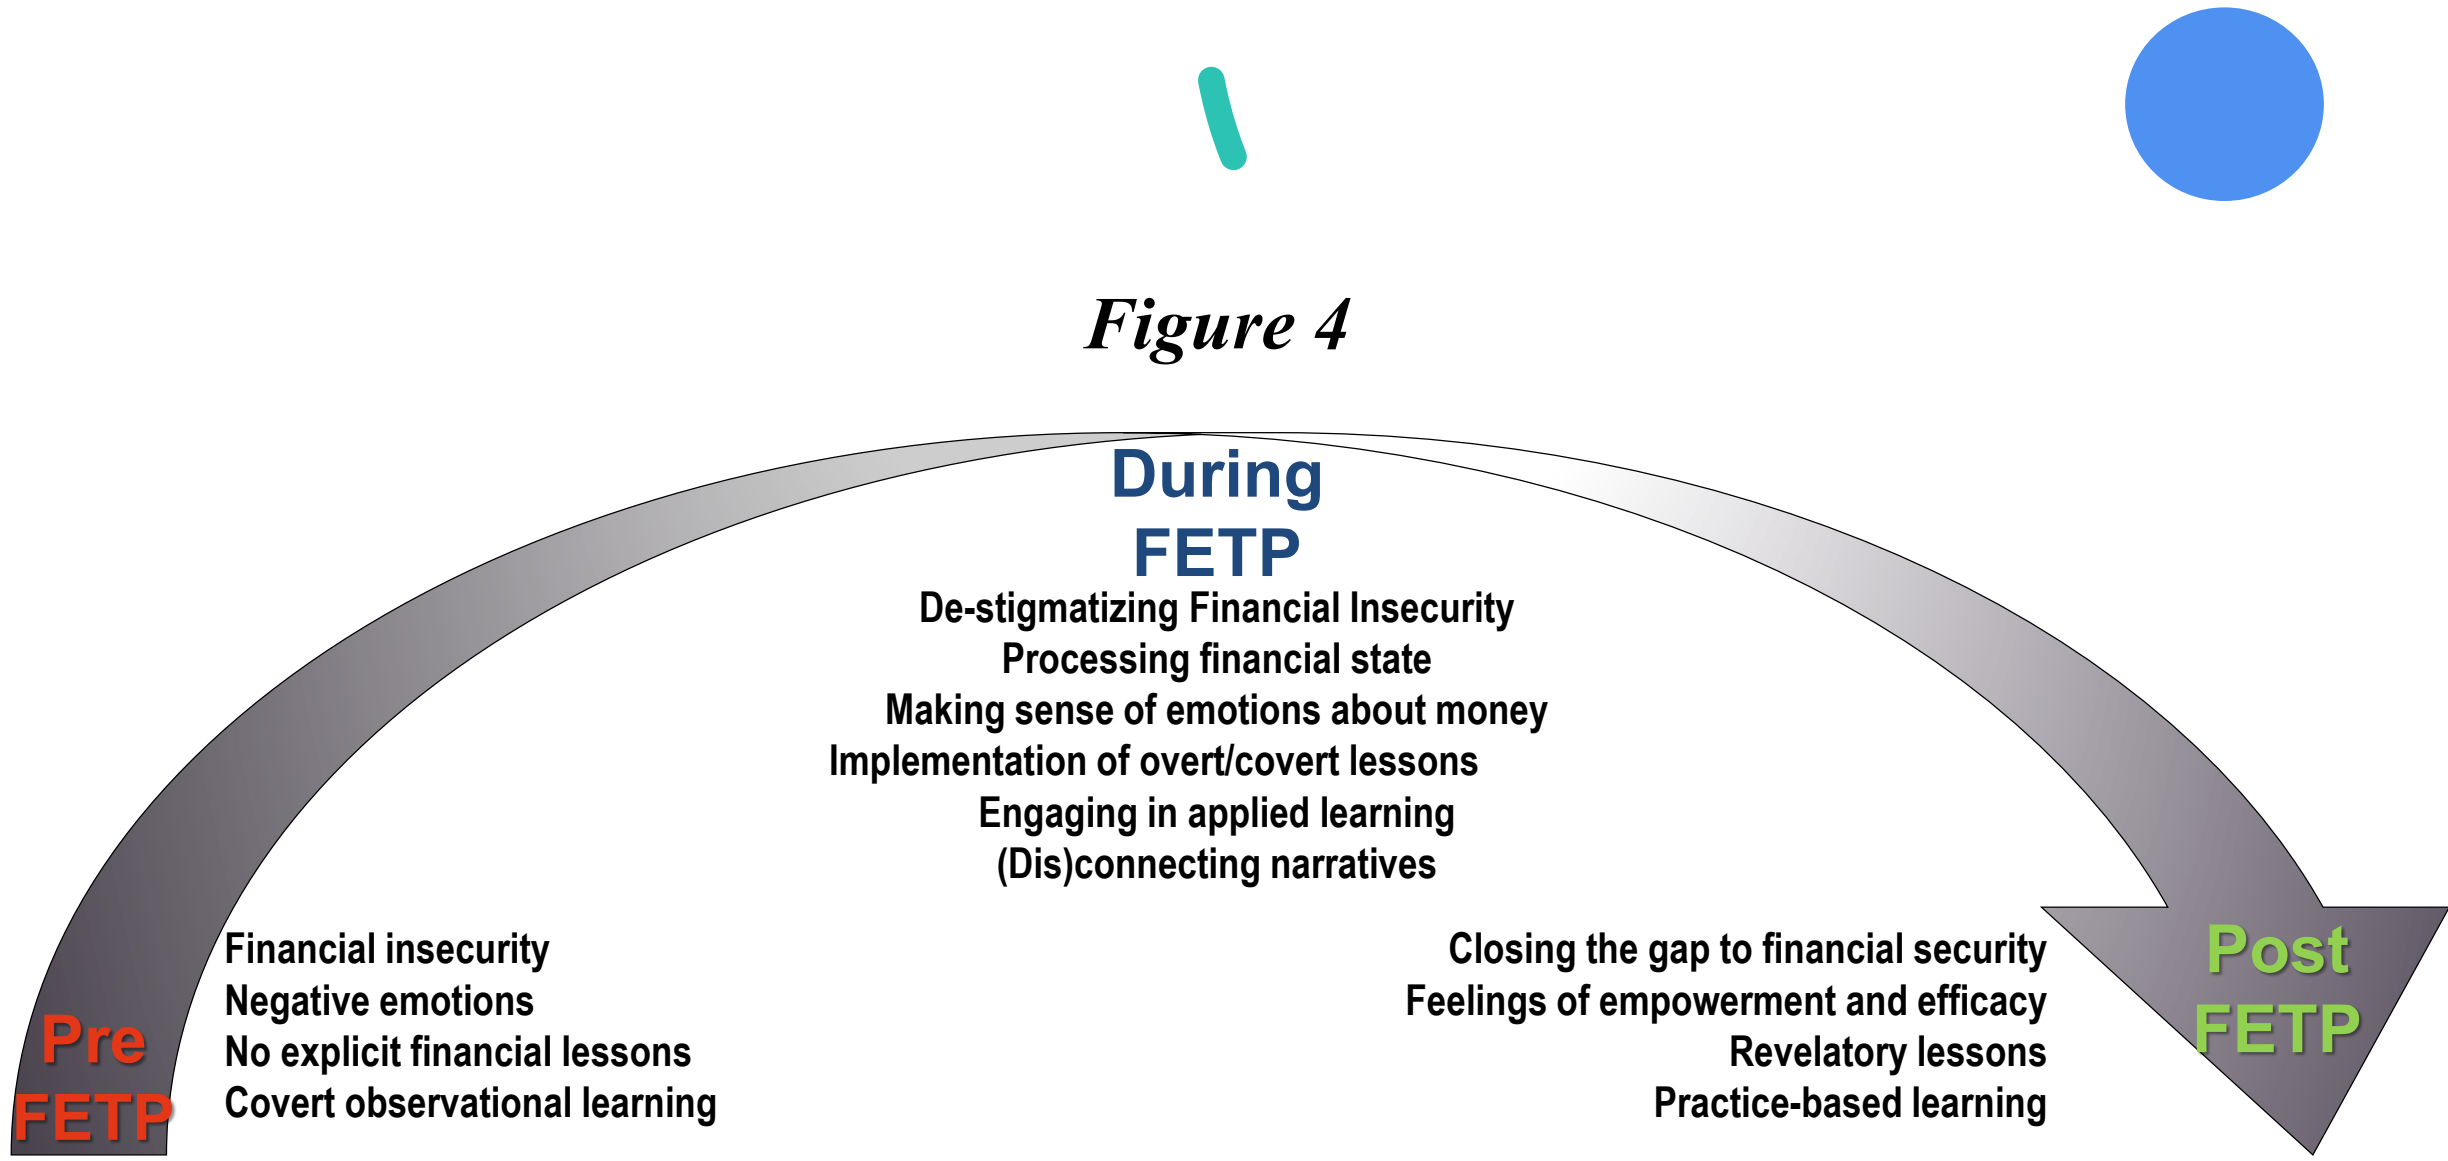 Figure 4
During
FETP
De-stigmatizing Financial Insecurity
Processing financial state
Making sense of emotions about money
Implementation of overt/covert lessons
Engaging in applied learning
(Dis)connecting narratives
Pre
FETP
Financial insecurity
Negative emotions
No explicit financial lessons
Covert observational learning
Closing the gap to financial security
Feelings of empowerment and efficacy
Revelatory lessons
Practice-based learning
Post
FETP